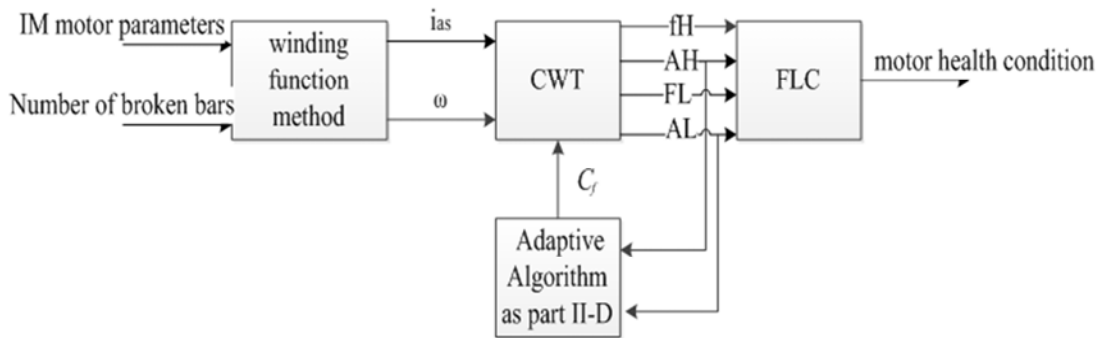 IM motor parameters
Number of broken bars
winding
function
method
ias
ω
CWT
fH
AH
FL
AL
FLC
motor health condition
Cf
Adaptive
Algorithm
as part II-D